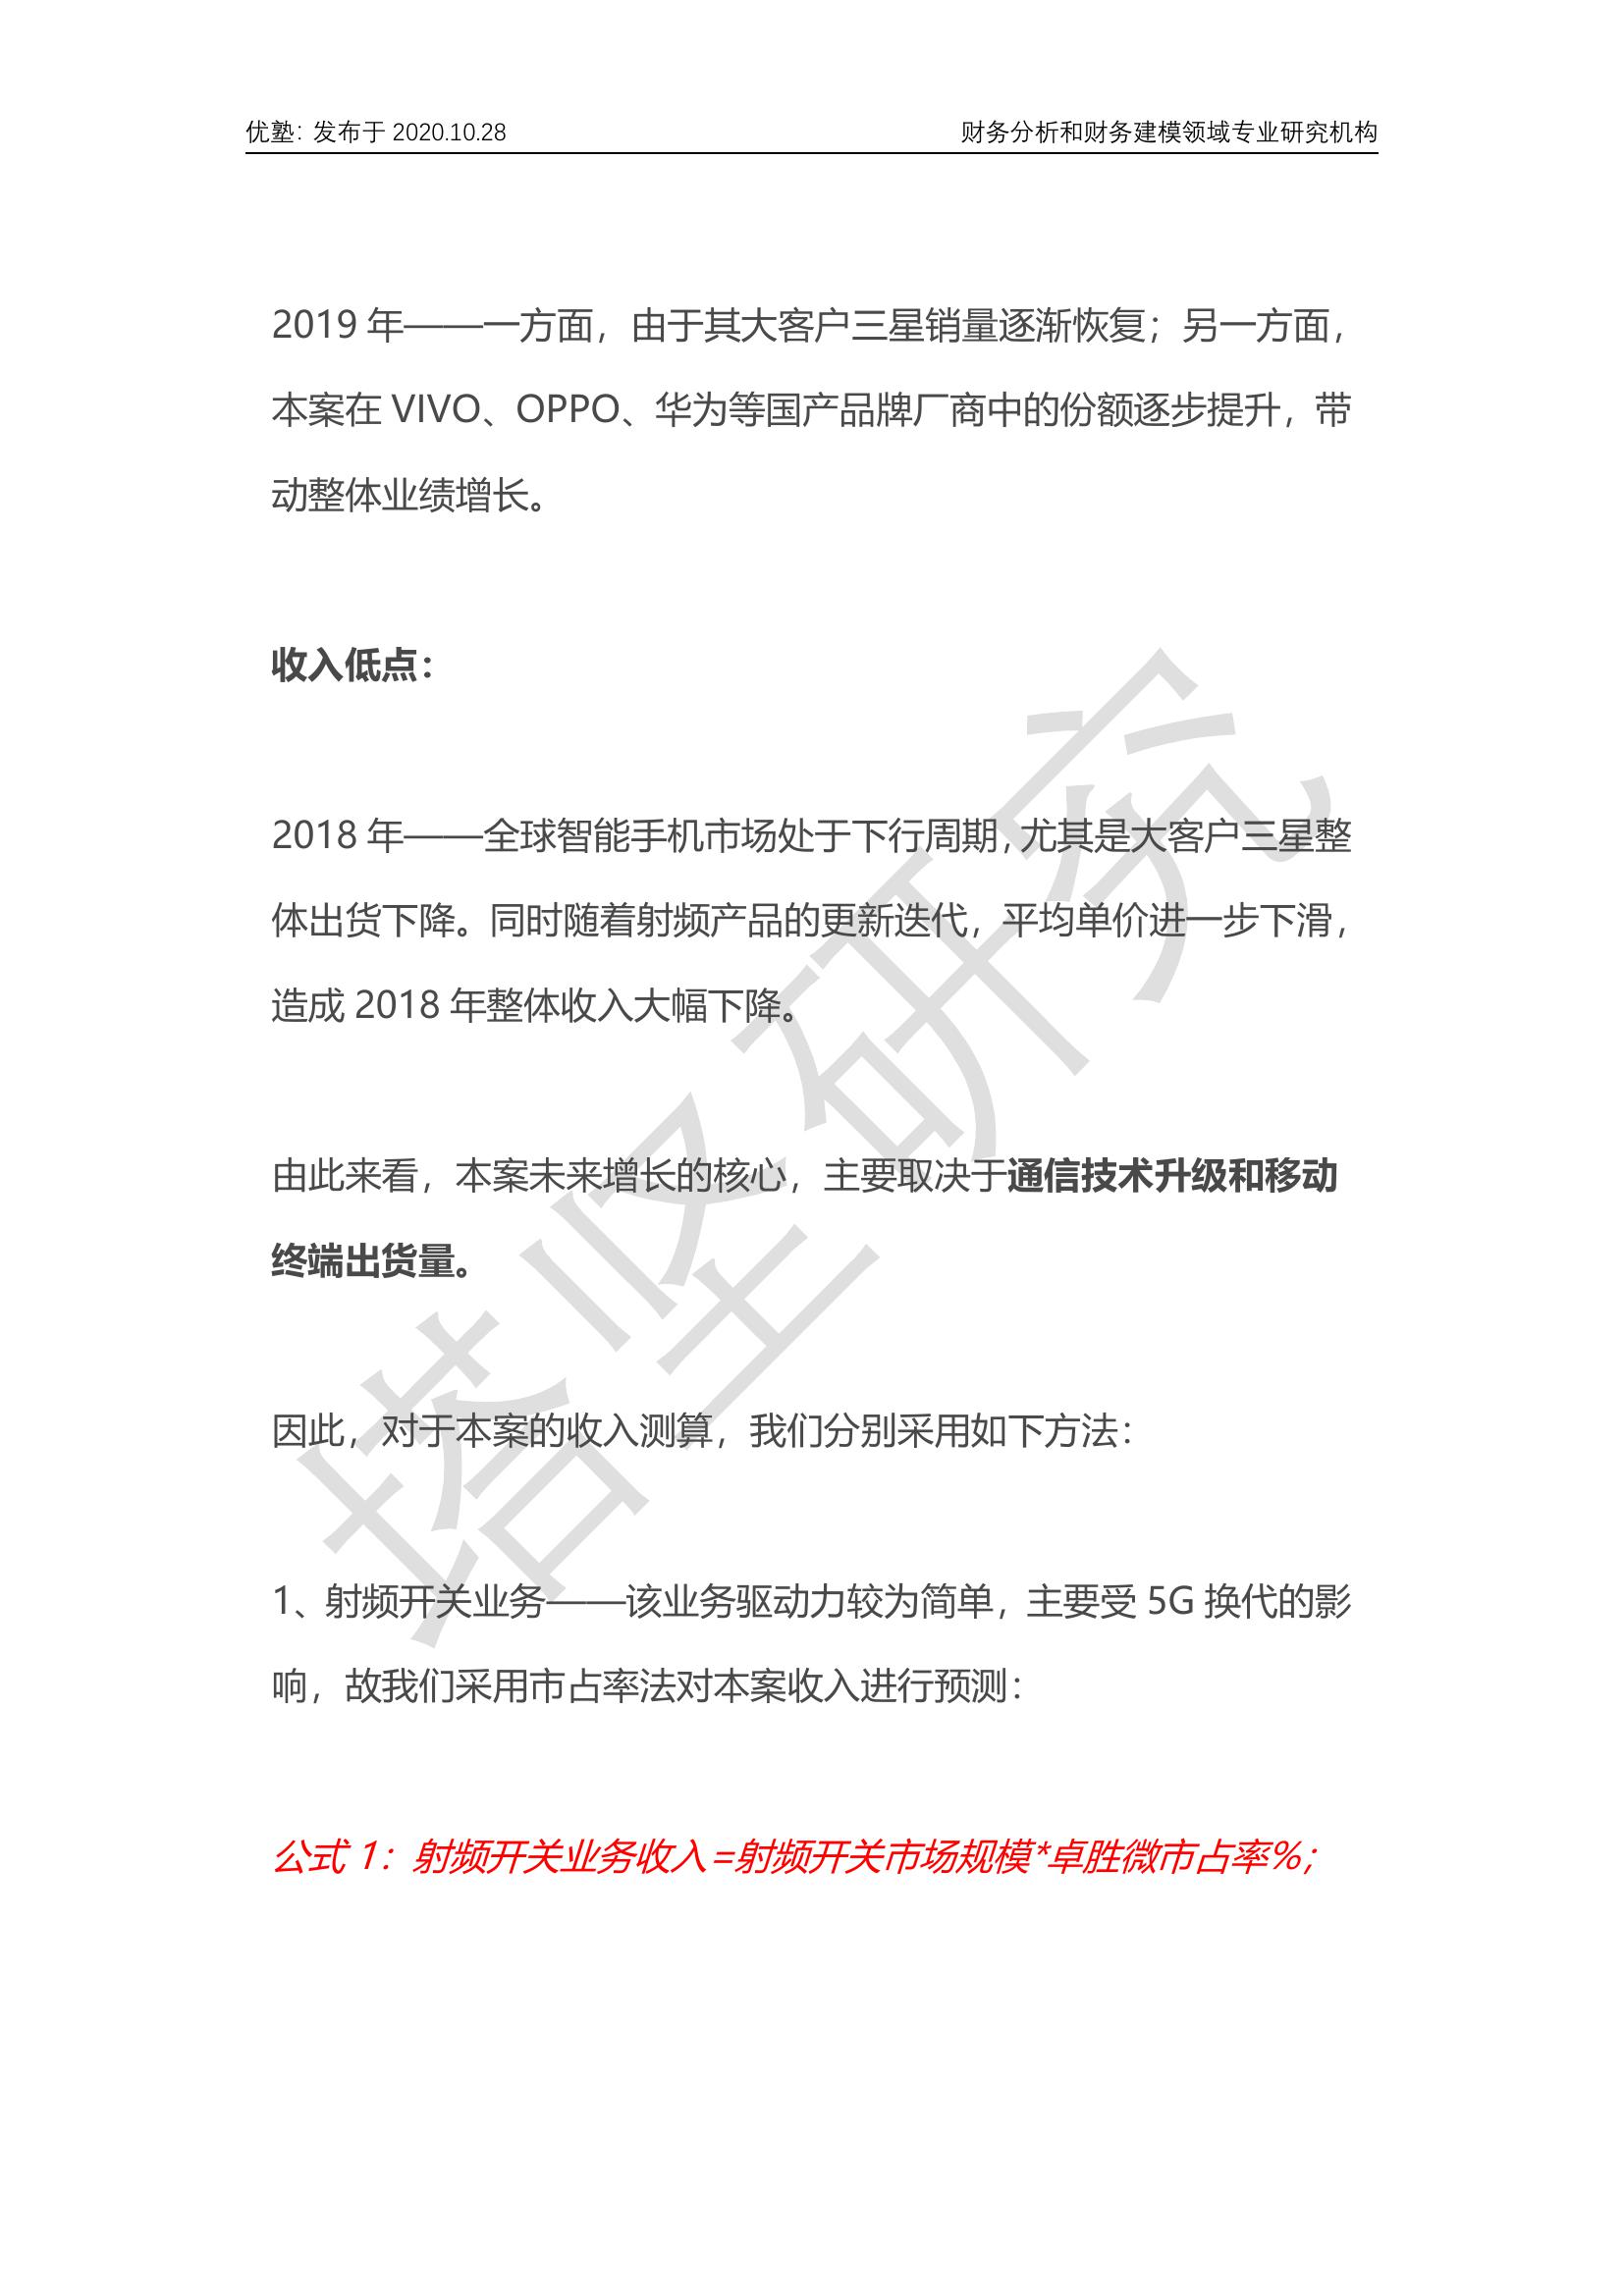 优塾：发布于 2020.10.28 财务分析和财务建模领域专业研究机构
2019 年——一方面，由于其大客户三星销量逐渐恢复；另一方面，
本案在 VIVO、OPPO、华为等国产品牌厂商中的份额逐步提升，带
动整体业绩增长。
收入低点：
2018 年——全球智能手机市场处于下行周期，尤其是大客户三星整
体出货下降。同时随着射频产品的更新迭代，平均单价进一步下滑，
造成 2018 年整体收入大幅下降。
由此来看，本案未来增长的核心，主要取决于通信技术升级和移动
终端出货量。
因此，对于本案的收入测算，我们分别采用如下方法：
1、射频开关业务——该业务驱动力较为简单，主要受 5G 换代的影
响，故我们采用市占率法对本案收入进行预测：
公式 1：射频开关业务收入=射频开关市场规模*卓胜微市占率%；
塔坚研究